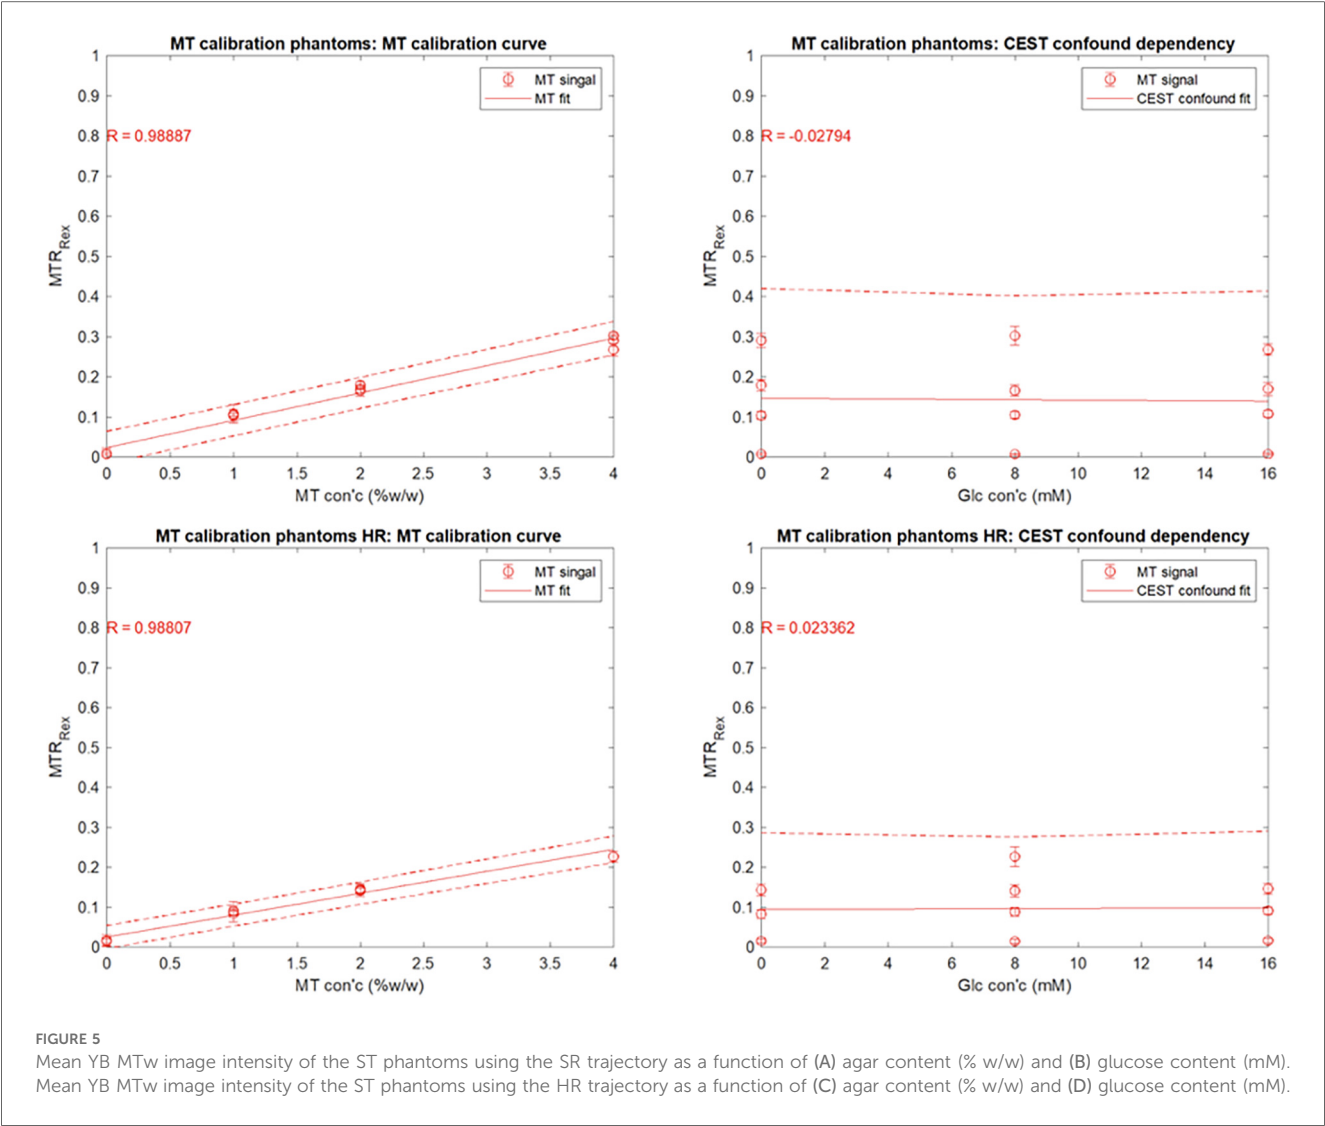 MT calibration phantoms: MT calibration curve
1
0.9
0.8
0.7
0.6
0.5
0.4
0.3
0.2
0.1
0
MTR_Rex
R = 0.98887
MT singal
MT fit
0 0.5 1 1.5 2 2.5 3 3.5 4
MT con'c (%w/w)
MT calibration phantoms: CEST confound dependency
1
0.9
0.8
0.7
0.6
0.5
0.4
0.3
0.2
0.1
0
MTR_Rex
R = -0.02794
MT signal
CEST confound fit
0 2 4 6 8 10 12 14 16
Glc con'c (mM)
MT calibration phantoms HR: MT calibration curve
1
0.9
0.8
0.7
0.6
0.5
0.4
0.3
0.2
0.1
0
MTR_Rex
R = 0.98807
MT singal
MT fit
0 0.5 1 1.5 2 2.5 3 3.5 4
MT con'c (%w/w)
MT calibration phantoms HR: CEST confound dependency
1
0.9
0.8
0.7
0.6
0.5
0.4
0.3
0.2
0.1
0
MTR_Rex
R = 0.023362
MT signal
CEST confound fit
0 2 4 6 8 10 12 14 16
Glc con'c (mM)
FIGURE 5
Mean YB MTw image intensity of the ST phantoms using the SR trajectory as a function of (A) agar content (% w/w) and (B) glucose content (mM).
Mean YB MTw image intensity of the ST phantoms using the HR trajectory as a function of (C) agar content (% w/w) and (D) glucose content (mM).